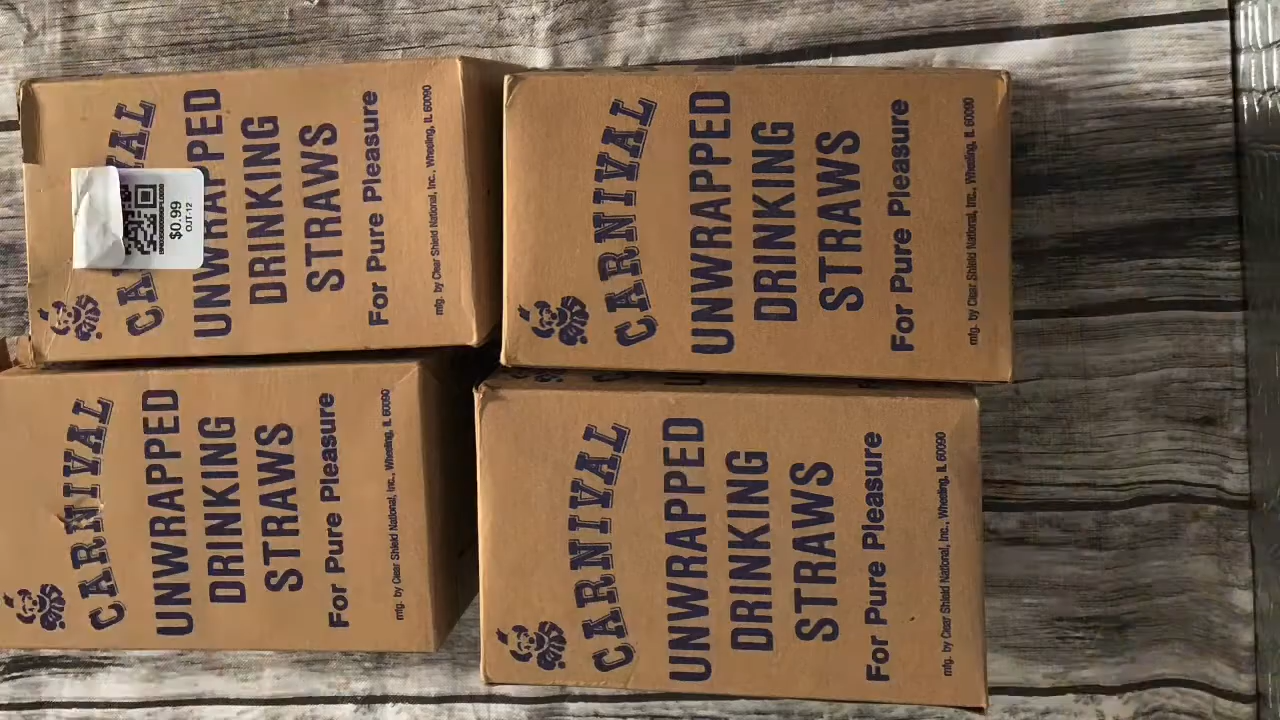 CARNIVAL
UNWRAPPED
DRINKING
STRAWS
For Pure Pleasure
mfg. by Clear Shield National, Inc., Wheeling, IL 60090
$0.99
OJT-12
CARNIVAL
UNWRAPPED
DRINKING
STRAWS
For Pure Pleasure
mfg. by Clear Shield National, Inc., Wheeling, IL 60090
CARNIVAL
UNWRAPPED
DRINKING
STRAWS
For Pure Pleasure
mfg. by Clear Shield National, Inc., Wheeling, IL 60090
CARNIVAL
UNWRAPPED
DRINKING
STRAWS
For Pure Pleasure
mfg. by Clear Shield National, Inc., Wheeling, IL 60090